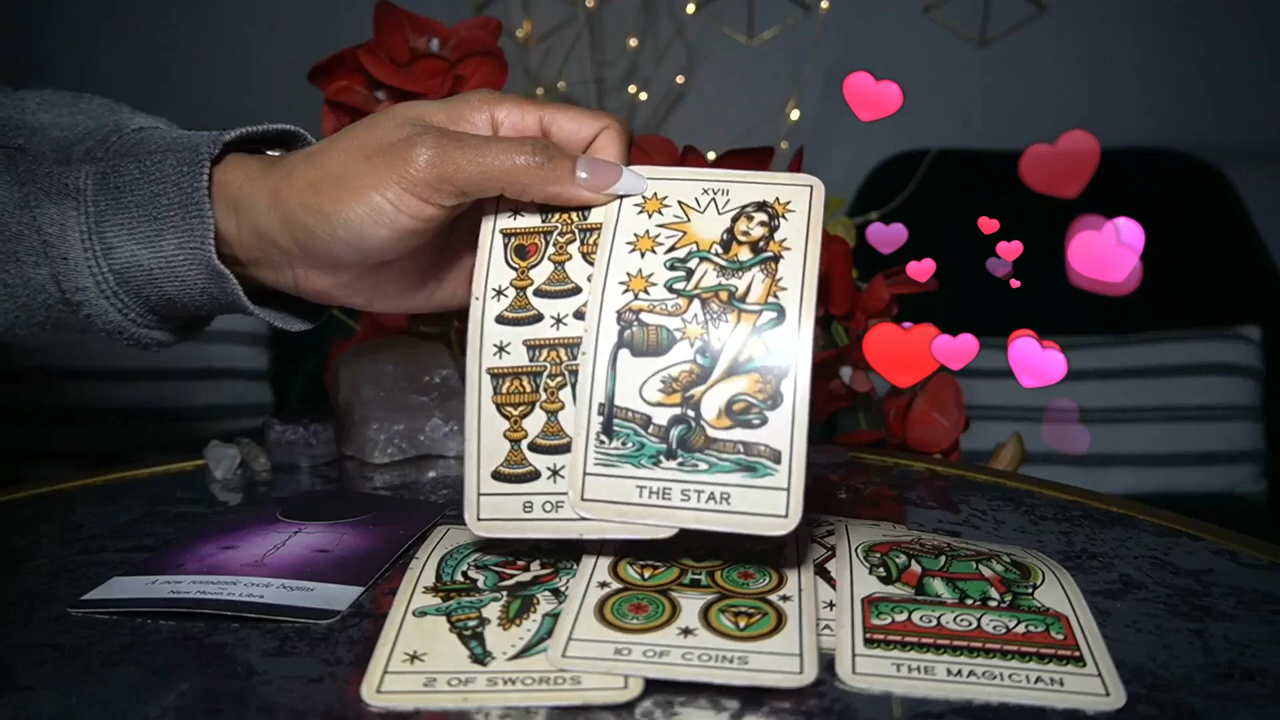 XVII
THE STAR
8 OF
A new romantic cycle begins
New Moon in Libra
2 OF SWORDS
10 OF COINS
THE MAGICIAN